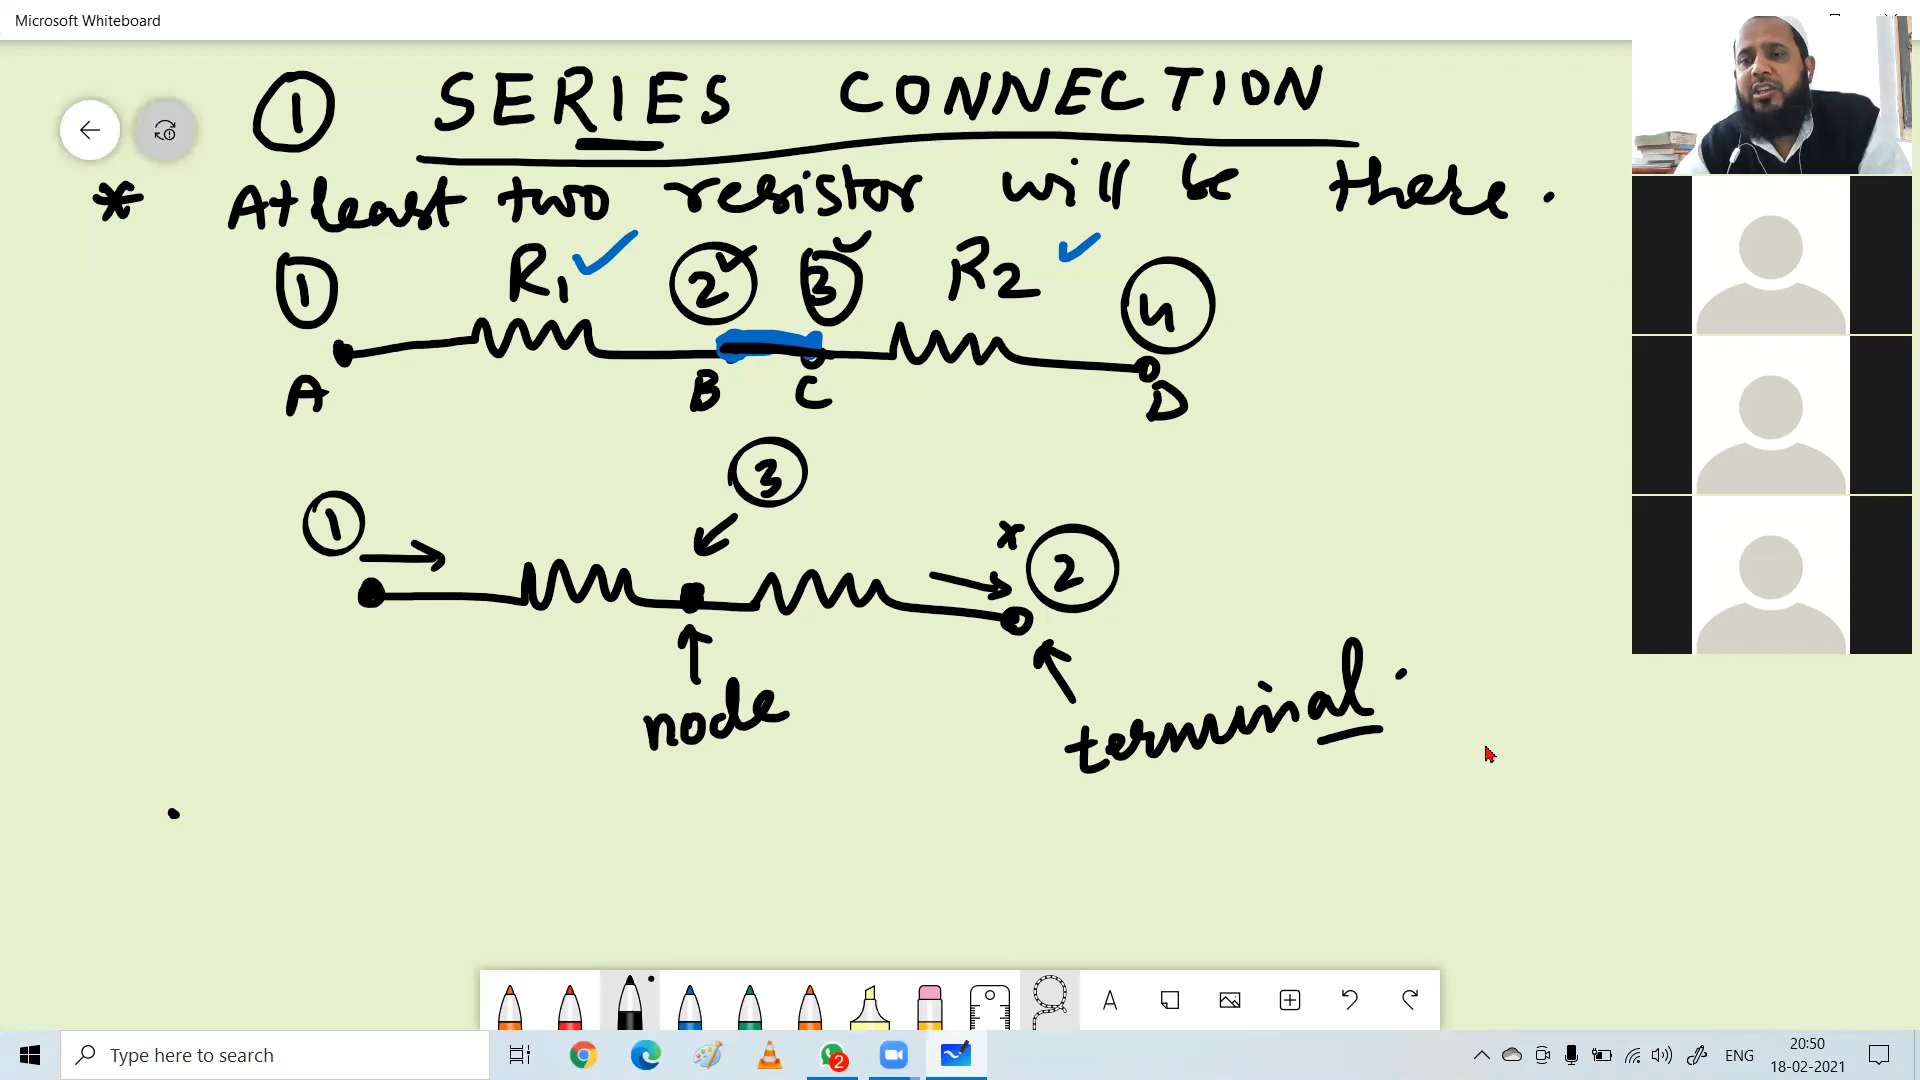 Microsoft Whiteboard
1 SERIES CONNECTION
* Atleast two resistor will be there.
1 R1 2 3 R2 4
A B C D
3
1 x 2
node
terminal.
A
Type here to search
2
ENG
20:50
18-02-2021